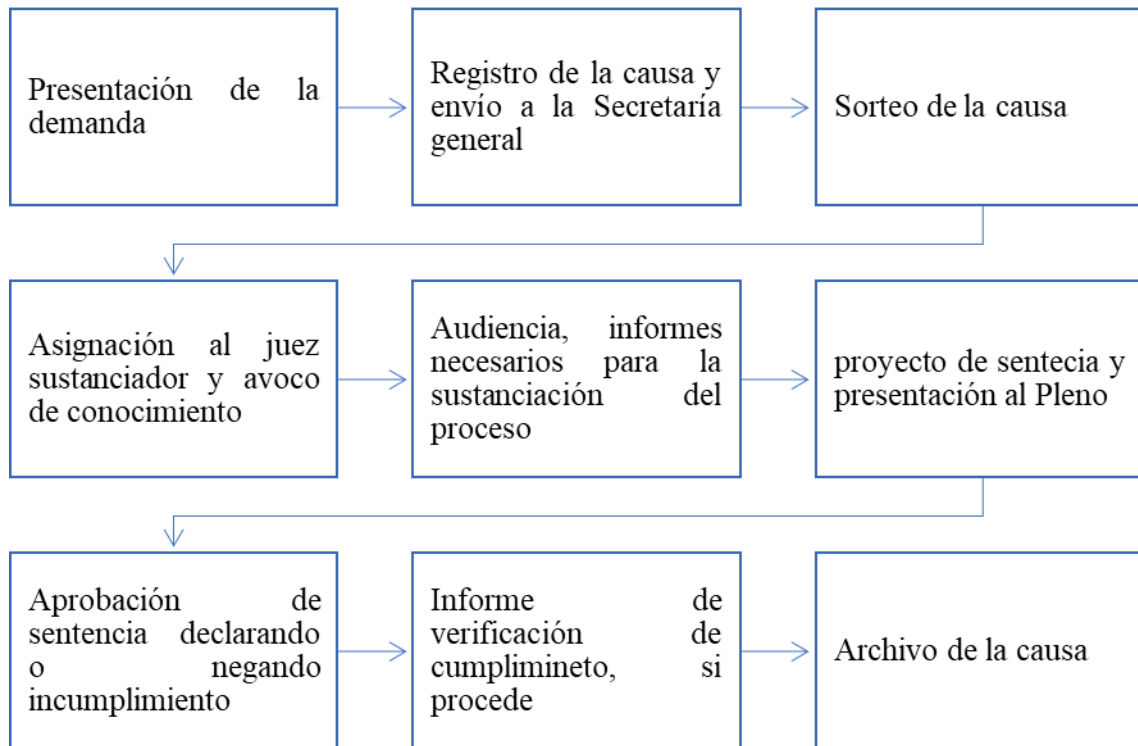 Presentación de la
demanda
Registro de la causa y
envío a la Secretaría
general
Sorteo de la causa
Asignación al juez
sustanciador y avoco
de conocimiento
Audiencia, informes
necesarios para la
sustanciación del
proceso
proyecto de sentecia y
presentación al Pleno
Aprobación de
sentencia declarando
o negando
incumplimiento
Informe de
verificación de
cumplimineto, si
procede
Archivo de la causa